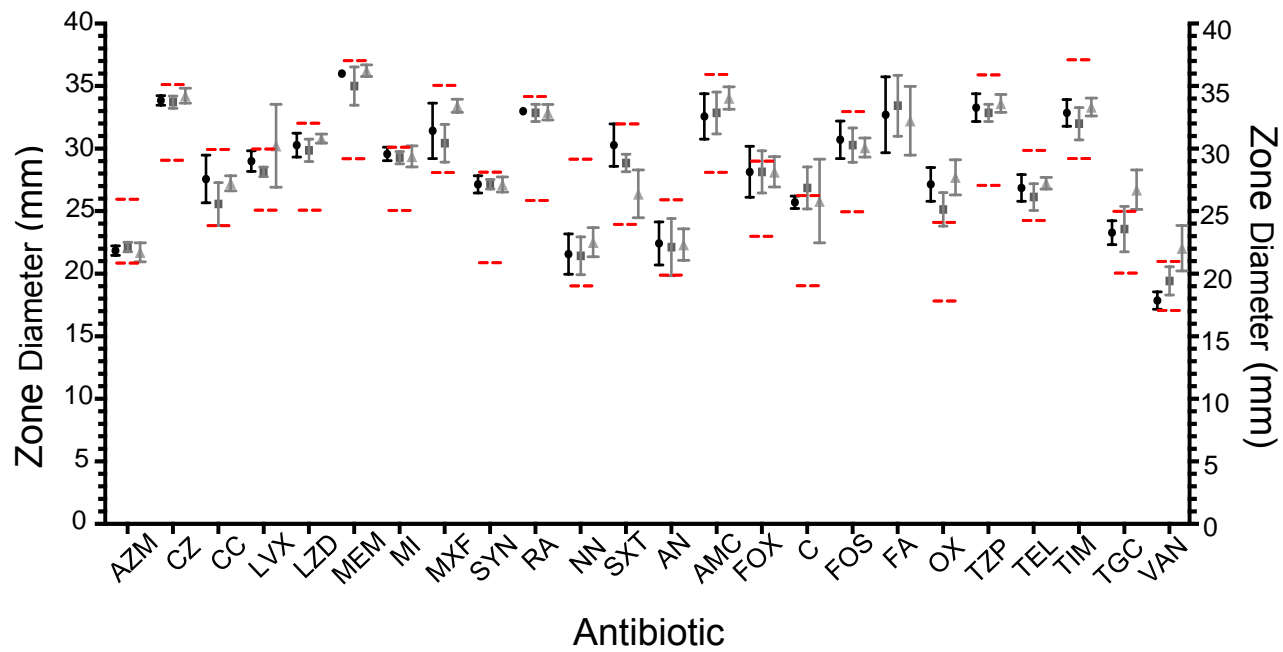 40
35
30
25
20
15
10
5
0
Zone Diameter (mm)
40
35
30
25
20
15
10
5
0
Zone Diameter (mm)
AZM
CZ
CC
LVX
LZD
MEM
MI
MXF
SYN
RA
NN
SXT
AN
AMC
FOX
C
FOS
FA
OX
TZP
TEL
TIM
TGC
VAN
Antibiotic